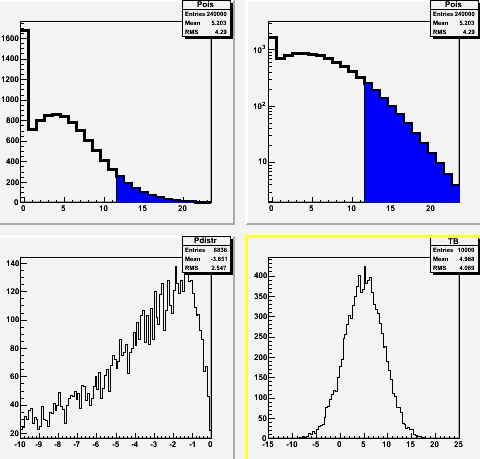 Pois
Entries 240000
Mean 5.203
RMS 4.29
1600
1400
1200
1000
800
600
400
200
0
0 5 10 15 20
Pois
Entries 240000
Mean 5.203
RMS 4.29
10³
10²
10
0 5 10 15 20
Pdistr
Entries 8836
Mean -3.851
RMS 2.547
140
120
100
80
60
40
20
-10 -9 -8 -7 -6 -5 -4 -3 -2 -1 0
TB
Entries 10000
Mean 4.988
RMS 4.069
400
350
300
250
200
150
100
50
0
-15 -10 -5 0 5 10 15 20 25